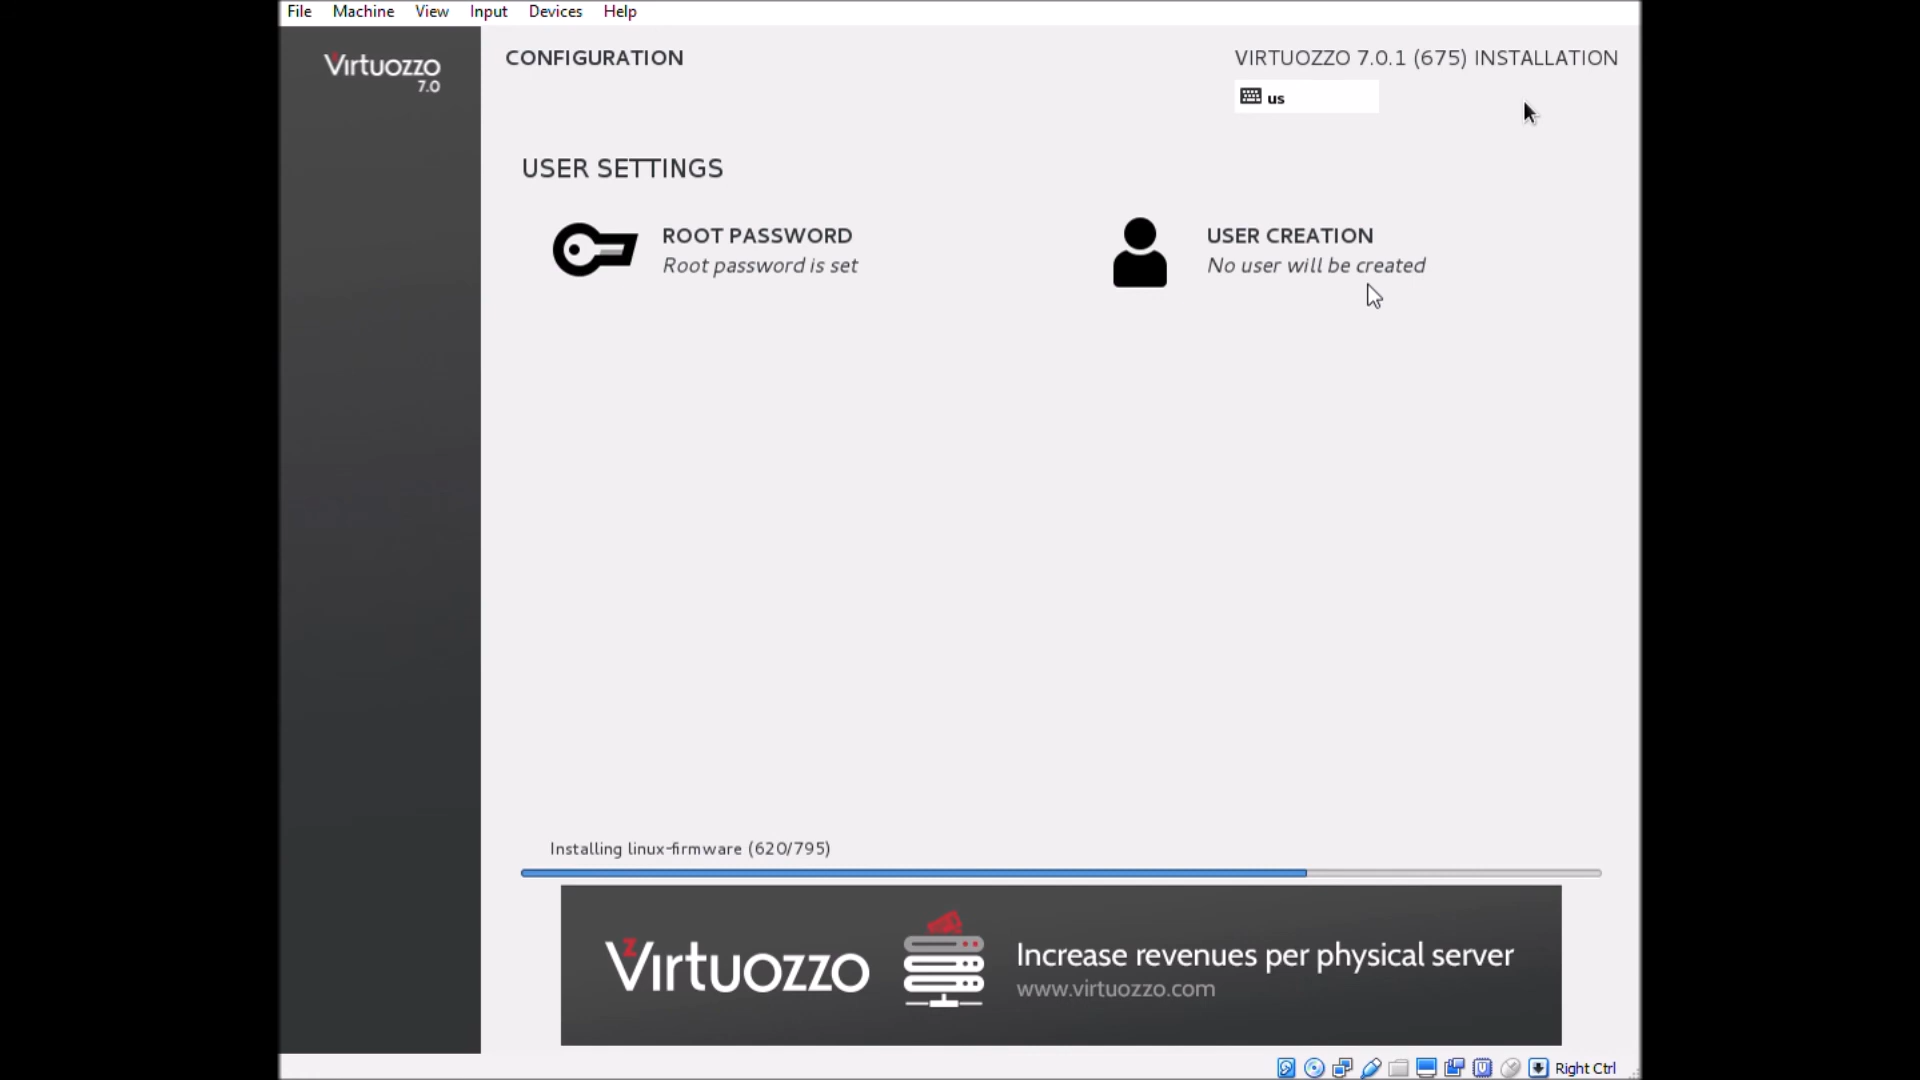 File Machine View Input Devices Help
Virtuozzo
7.0
CONFIGURATION
VIRTUOZZO 7.0.1 (675) INSTALLATION
us
USER SETTINGS
ROOT PASSWORD
Root password is set
USER CREATION
No user will be created
Installing linux-firmware (620/795)
Virtuozzo
Increase revenues per physical server
www.virtuozzo.com
Right Ctrl